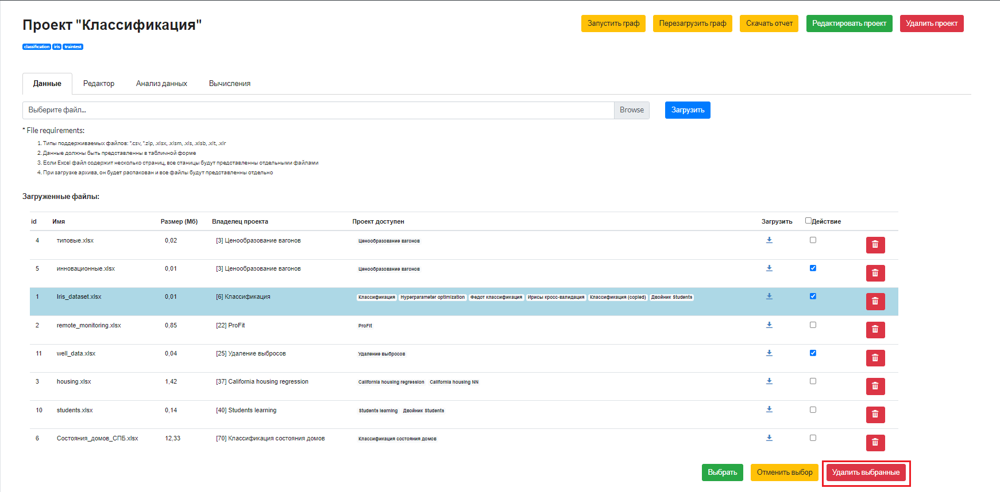 Проект "Классификация"
Запустить граф Перезагрузить граф Скачать отчет Редактировать проект Удалить проект
classification iris traintest
Данные Редактор Анализ данных Вычисления
Выберите файл... Browse Загрузить
* File requirements:
1. Типы поддерживаемых файлов: *.csv, *.zip, .xlsx, .xlsm, .xls, .xlsb, .xlt, .xlr
2. Данные должны быть представленны в табличной форме
3. Если Excel файл содержит несколько страниц, все станицы будут представленны отдельными файлами
4. При загрузке архива, он будет распакован и все файлы будут представленны отдельно
Загруженные файлы:
id Имя Размер (Мб) Владелец проекта Проект доступен Загрузить Действие
4 типовые.xlsx 0,02 [3] Ценообразование вагонов Ценообразование вагонов
5 инновационные.xlsx 0,01 [3] Ценообразование вагонов Ценообразование вагонов
1 Iris_dataset.xlsx 0,01 [6] Классификация Классификация Hyperparameter optimization Федот классификация Ирисы кросс-валидация Классификация (copied) Двойник Students
2 remote_monitoring.xlsx 0,85 [22] ProFit ProFit
11 well_data.xlsx 0,04 [25] Удаление выбросов Удаление выбросов
3 housing.xlsx 1,42 [37] California housing regression California housing regression California housing NN
10 students.xlsx 0,14 [40] Students learning Students learning Двойник Students
6 Состояния_домов_СПБ.xlsx 12,33 [70] Классификация состояния домов Классификация состояния домов
Выбрать Отменить выбор Удалить выбранные